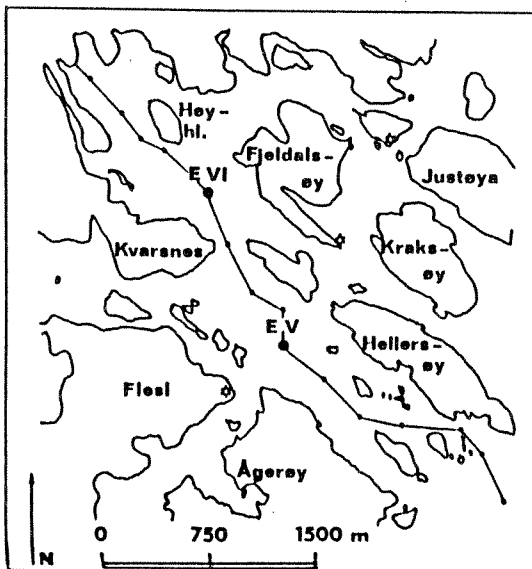 Høy-
hl.
Fjeldals-
øy
Justøya
E VI
Kvarsnes
Kraks-
øy
E V
Hellers-
øy
Flesl
Ågerøy
0 750 1500 m
N